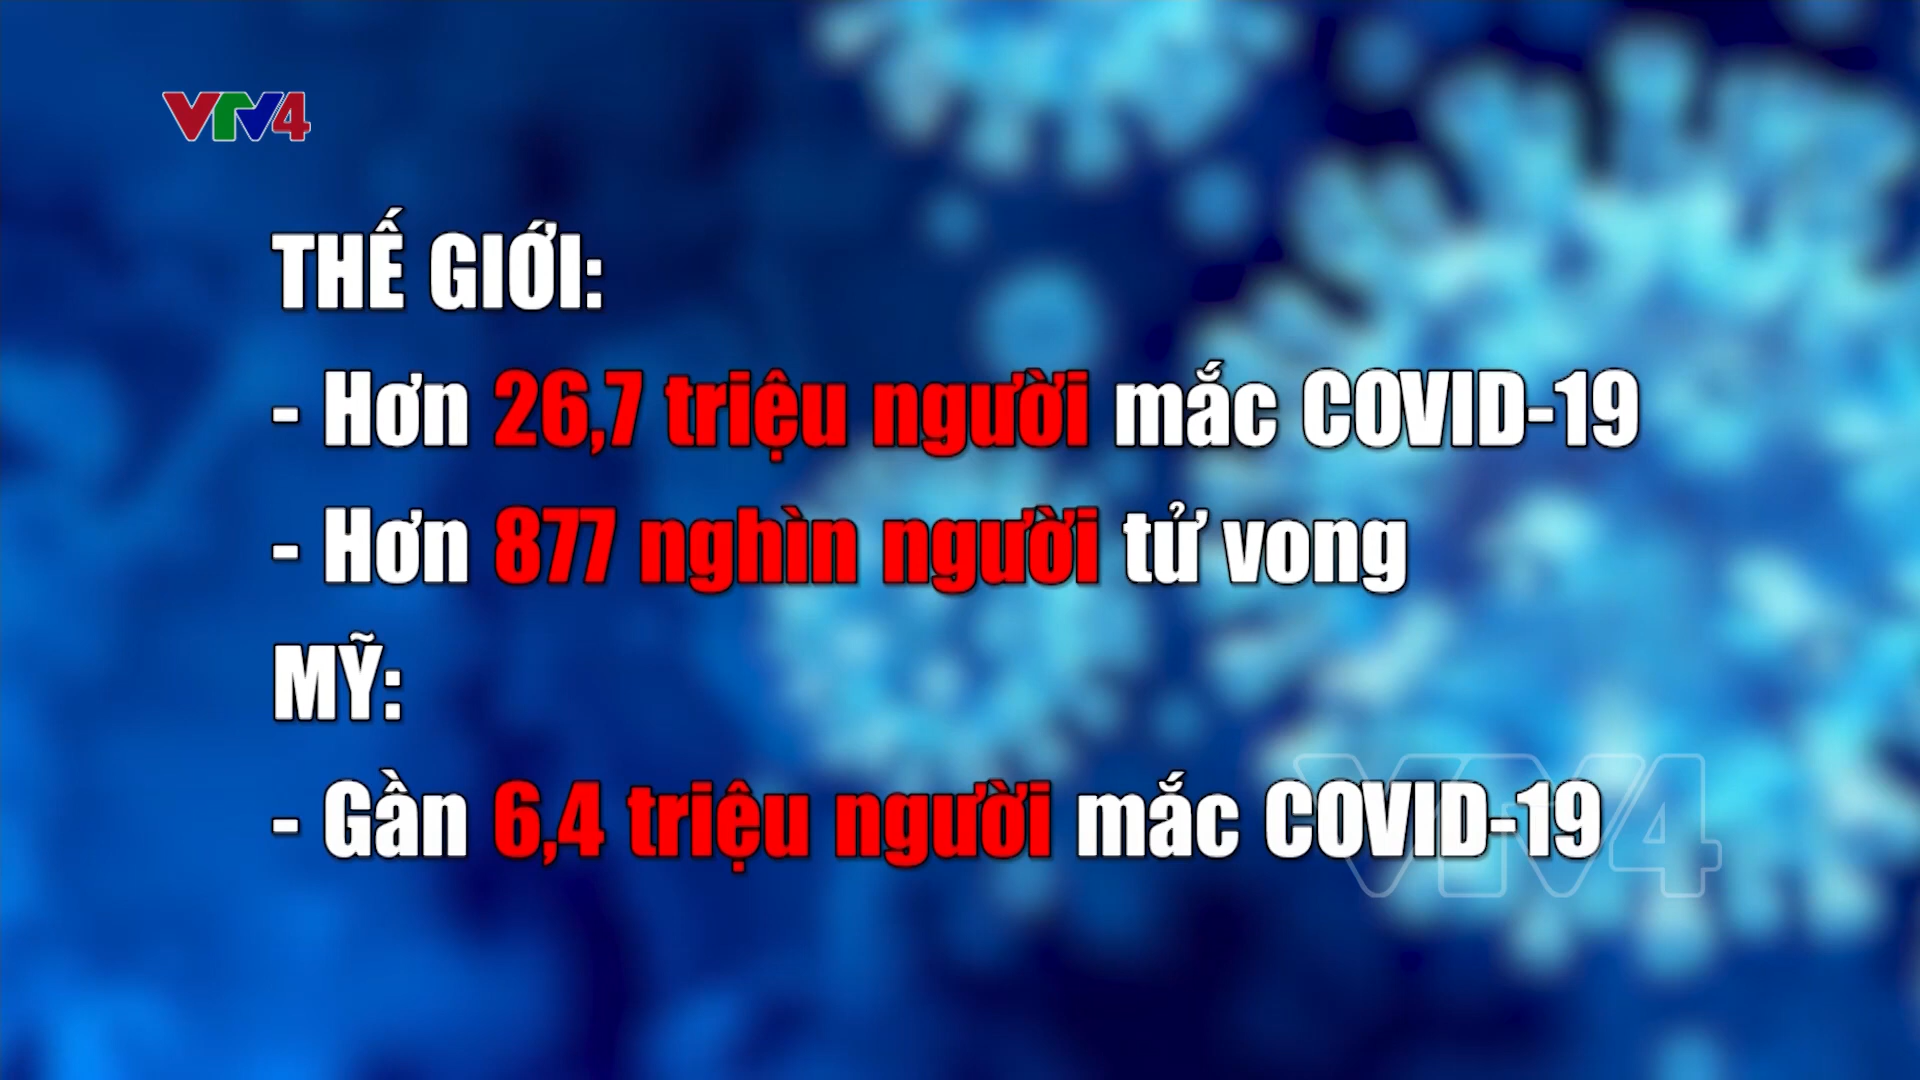 VTV4
THẾ GIỚI:
- Hơn 26,7 triệu người mắc COVID-19
- Hơn 877 nghìn người tử vong
MỸ:
- Gần 6,4 triệu người mắc COVID-19
VTV4